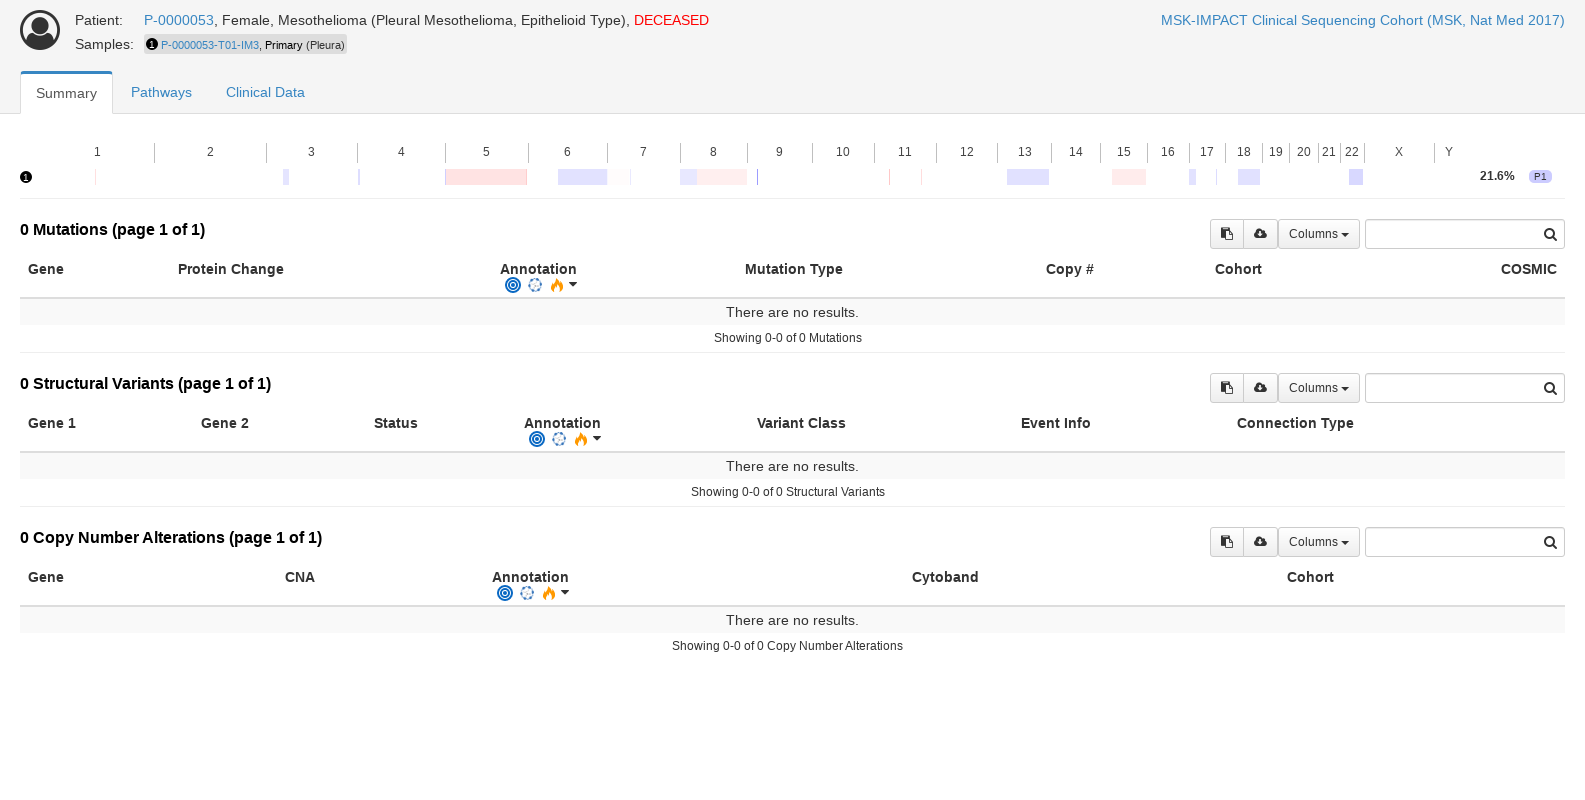 Patient: P-0000053, Female, Mesothelioma (Pleural Mesothelioma, Epithelioid Type), DECEASED
MSK-IMPACT Clinical Sequencing Cohort (MSK, Nat Med 2017)
Samples: 1 P-0000053-T01-IM3, Primary (Pleura)
Summary Pathways Clinical Data
1 2 3 4 5 6 7 8 9 10 11 12 13 14 15 16 17 18 19 20 21 22 X Y
1 21.6% P1
0 Mutations (page 1 of 1)
Columns
Gene Protein Change Annotation Mutation Type Copy # Cohort COSMIC
There are no results.
Showing 0-0 of 0 Mutations
0 Structural Variants (page 1 of 1)
Columns
Gene 1 Gene 2 Status Annotation Variant Class Event Info Connection Type
There are no results.
Showing 0-0 of 0 Structural Variants
0 Copy Number Alterations (page 1 of 1)
Columns
Gene CNA Annotation Cytoband Cohort
There are no results.
Showing 0-0 of 0 Copy Number Alterations